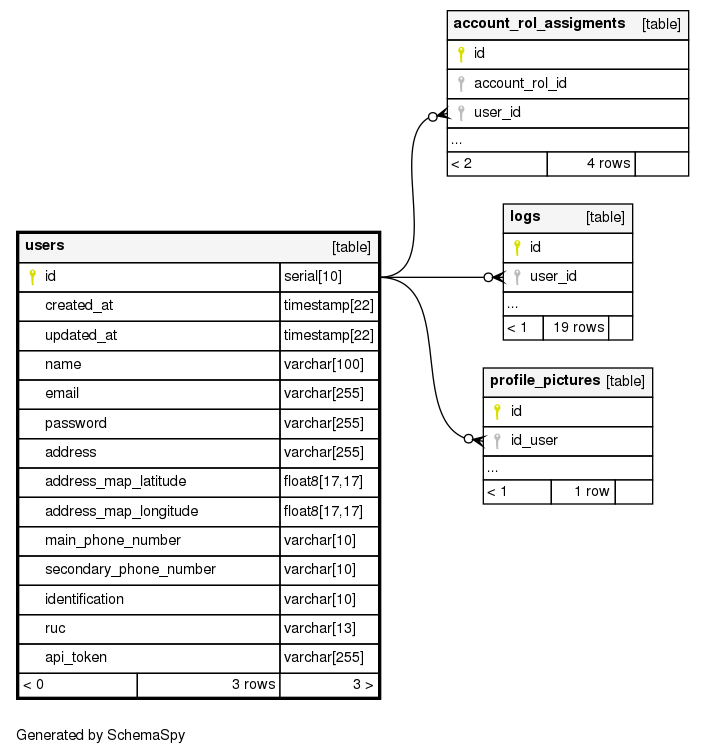 account_rol_assigments [table]
id
account_rol_id
user_id
...
< 2 4 rows
logs [table]
id
user_id
...
< 1 19 rows
users [table]
id serial[10]
created_at timestamp[22]
updated_at timestamp[22]
name varchar[100]
email varchar[255]
password varchar[255]
address varchar[255]
address_map_latitude float8[17,17]
address_map_longitude float8[17,17]
main_phone_number varchar[10]
secondary_phone_number varchar[10]
identification varchar[10]
ruc varchar[13]
api_token varchar[255]
< 0 3 rows 3 >
profile_pictures [table]
id
id_user
...
< 1 1 row
Generated by SchemaSpy